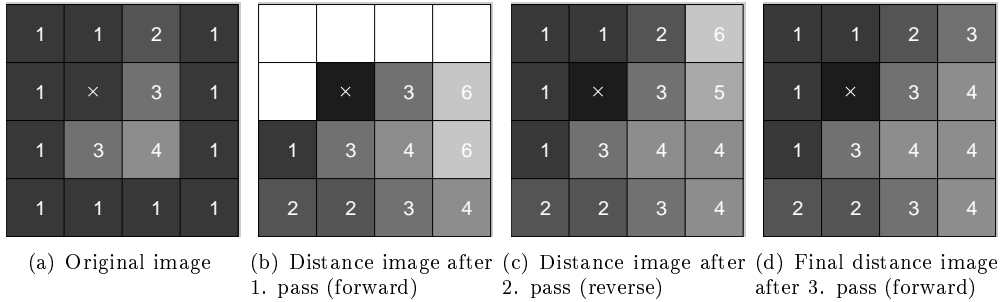 1 1 2 1
1 × 3 1
1 3 4 1
1 1 1 1
(a) Original image
× 3 6
1 3 4 6
2 2 3 4
(b) Distance image after
1. pass (forward)
1 1 2 6
1 × 3 5
1 3 4 4
2 2 3 4
(c) Distance image after
2. pass (reverse)
1 1 2 3
1 × 3 4
1 3 4 4
2 2 3 4
(d) Final distance image
after 3. pass (forward)